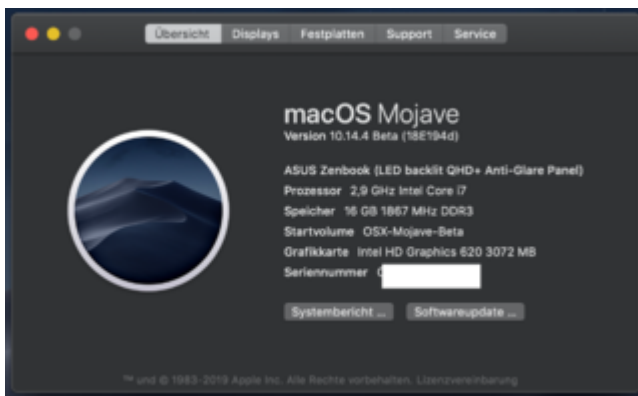 Übersicht Displays Festplatten Support Service
macOS Mojave
Version 10.14.4 Beta (18E194d)
ASUS Zenbook (LED backlit QHD+ Anti-Glare Panel)
Prozessor 2,9 GHz Intel Core i7
Speicher 16 GB 1867 MHz DDR3
Startvolume OSX-Mojave-Beta
Grafikkarte Intel HD Graphics 620 3072 MB
Seriennummer
Systembericht ... Softwareupdate ...
™ und © 1983-2019 Apple Inc. Alle Rechte vorbehalten. Lizenzvereinbarung